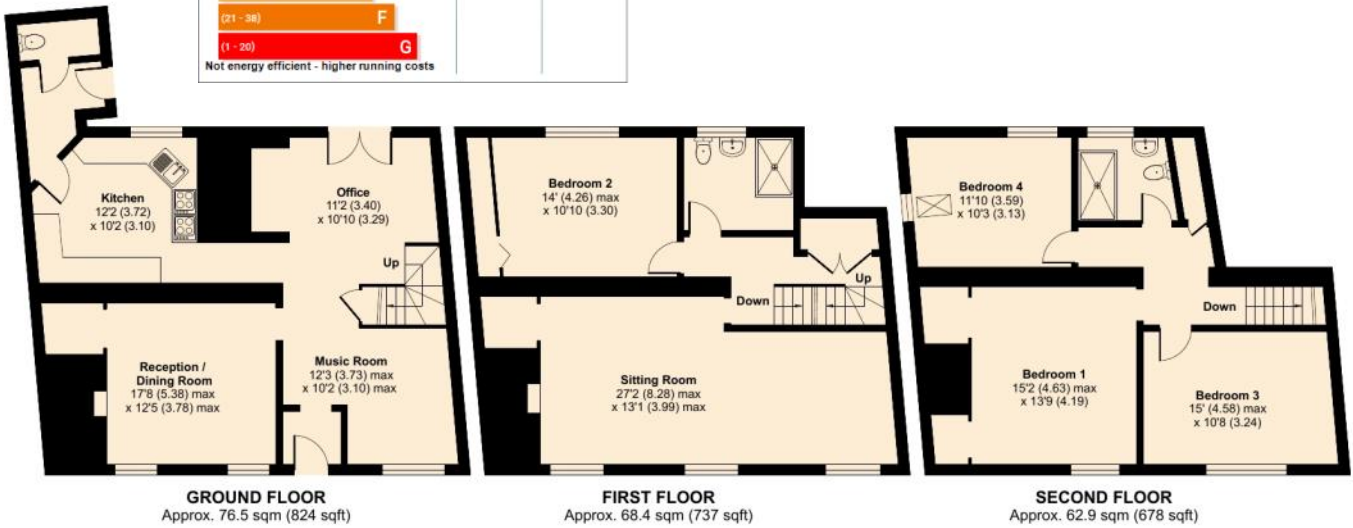 (21 - 38)
F
(1 - 20)
G
Not energy efficient - higher running costs
Kitchen
12'2 (3.72)
x 10'2 (3.10)
Office
11'2 (3.40)
x 10'10 (3.29)
Up
Reception /
Dining Room
17'8 (5.38) max
x 12'5 (3.78) max
Music Room
12'3 (3.73) max
x 10'2 (3.10) max
GROUND FLOOR
Approx. 76.5 sqm (824 sqft)
Bedroom 2
14' (4.26) max
x 10'10 (3.30)
Up
Down
Sitting Room
27'2 (8.28) max
x 13'1 (3.99) max
FIRST FLOOR
Approx. 68.4 sqm (737 sqft)
Bedroom 4
11'10 (3.59)
x 10'3 (3.13)
Down
Bedroom 1
15'2 (4.63) max
x 13'9 (4.19)
Bedroom 3
15' (4.58) max
x 10'8 (3.24)
SECOND FLOOR
Approx. 62.9 sqm (678 sqft)